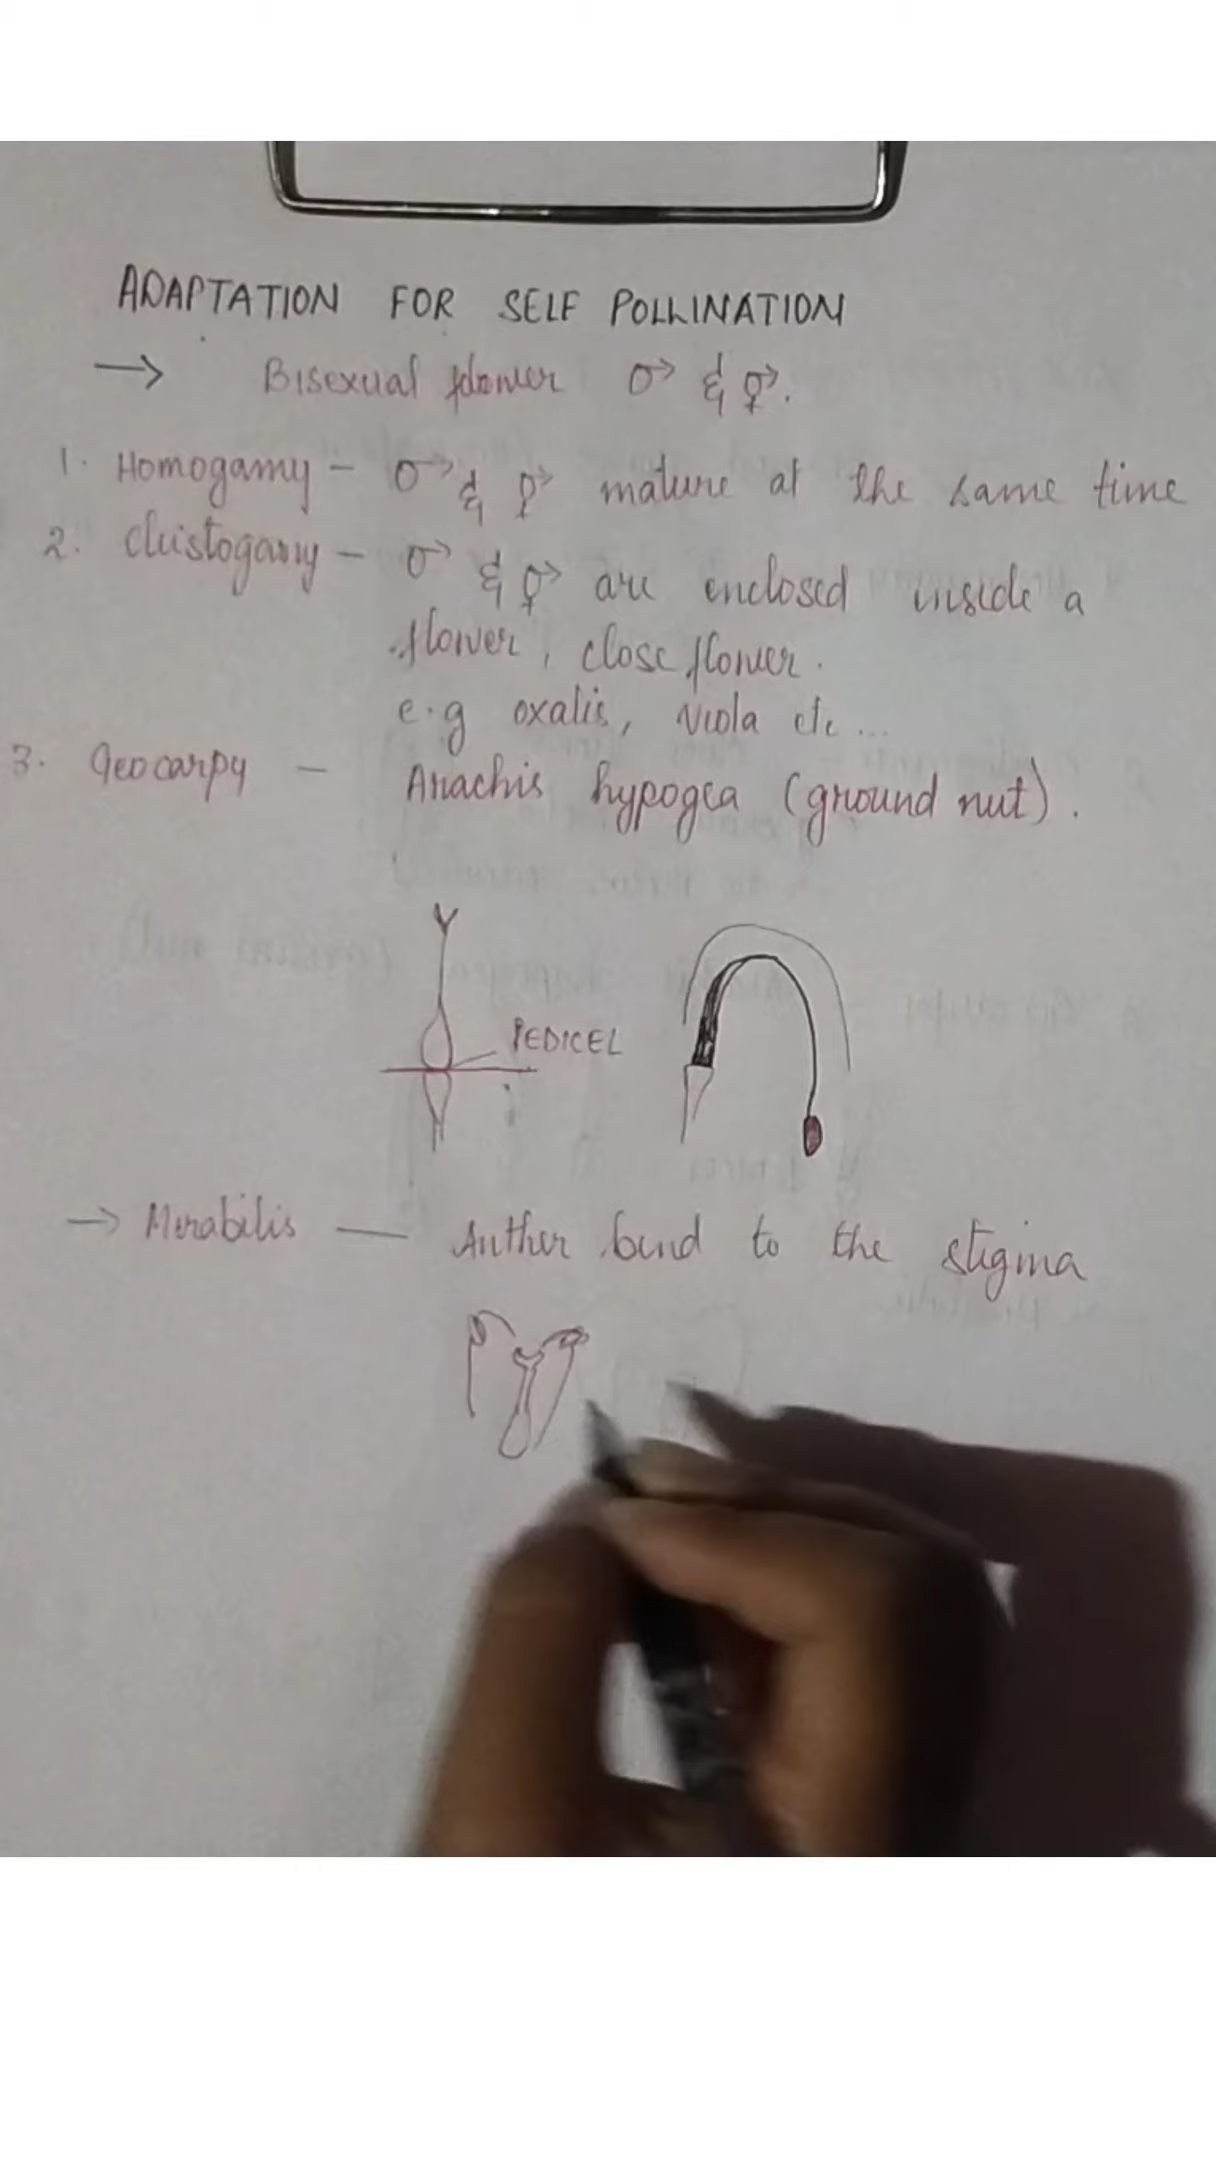 ADAPTATION FOR SELF POLLINATION
→ Bisexual flower ♂ & ⚥.
1. Homogamy - ♂ & ⚥ mature at the same time
2. Cleistogamy - ♂ & ⚥ are enclosed inside a
flower, close flower.
e.g oxalis, Viola etc...
3. Geocarpy - Arachis hypogea (ground nut).
PEDICEL
→ Mirabilis — Anther bend to the stigma